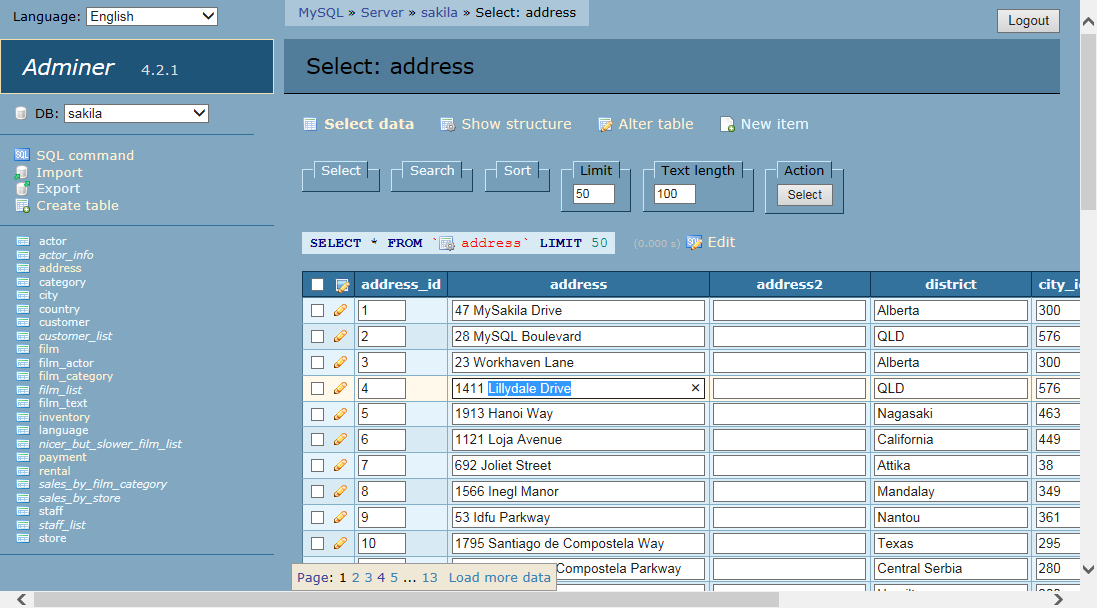 Language: English
MySQL » Server » sakila » Select: address
Logout
Adminer 4.2.1
Select: address
DB: sakila
Select data Show structure Alter table New item
SQL command
Import
Export
Create table
Select Search Sort Limit Text length Action
50 100 Select
SELECT * FROM `address` LIMIT 50 (0.000 s) Edit
actor
actor_info
address
category
city
country
customer
customer_list
film
film_actor
film_category
film_list
film_text
inventory
language
nicer_but_slower_film_list
payment
rental
sales_by_film_category
sales_by_store
staff
staff_list
store
address_id address address2 district
1 47 MySakila Drive Alberta 300
2 28 MySQL Boulevard QLD 576
3 23 Workhaven Lane Alberta 300
4 1411 Lillydale Drive QLD 576
5 1913 Hanoi Way Nagasaki 463
6 1121 Loja Avenue California 449
7 692 Joliet Street Attika 38
8 1566 Inegl Manor Mandalay 349
9 53 Idfu Parkway Nantou 361
10 1795 Santiago de Compostela Way Texas 295
Compostela Parkway Central Serbia 280
Page: 1 2 3 4 5 ... 13 Load more data